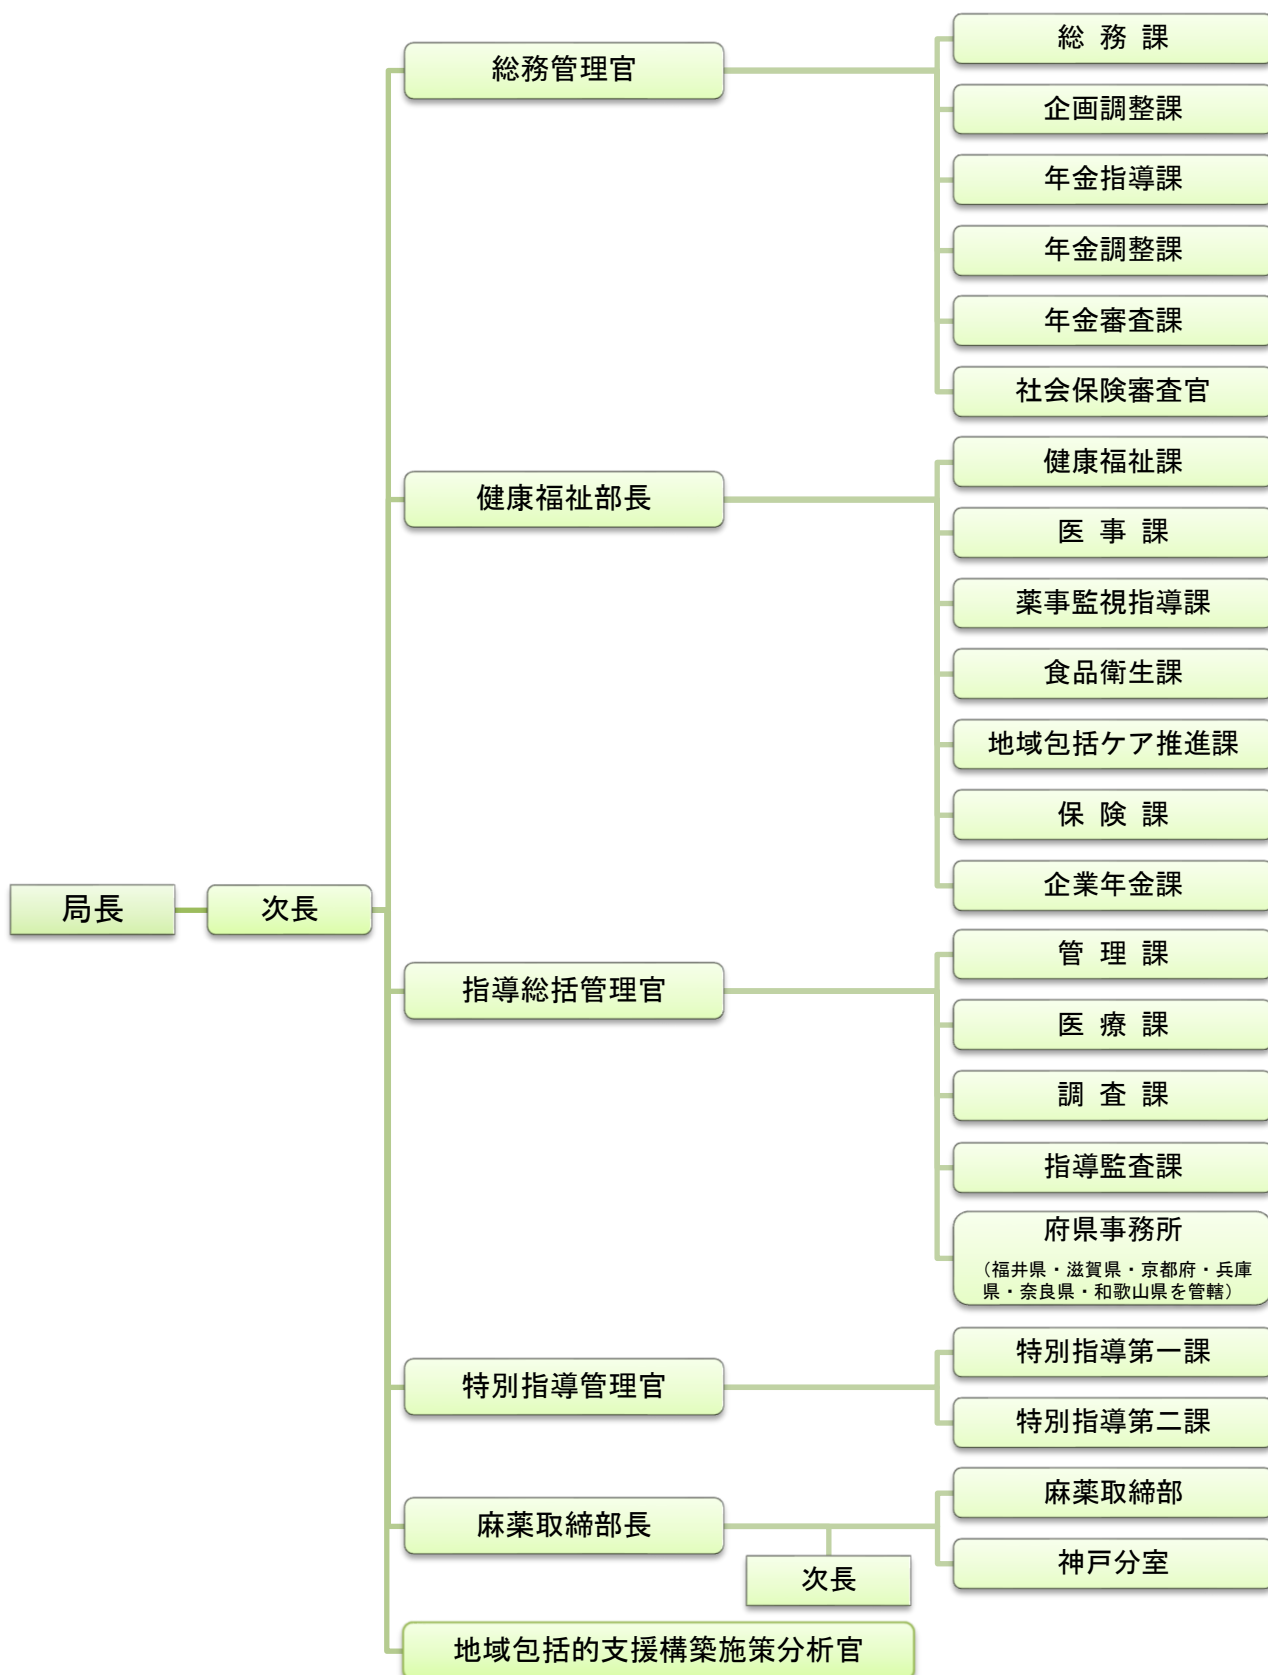 局長
次長
総務管理官
総 務 課
企画調整課
年金指導課
年金調整課
年金審査課
社会保険審査官
健康福祉部長
健康福祉課
医 事 課
薬事監視指導課
食品衛生課
地域包括ケア推進課
保 険 課
企業年金課
指導総括管理官
管 理 課
医 療 課
調 査 課
指導監査課
府県事務所
（福井県・滋賀県・京都府・兵庫
県・奈良県・和歌山県を管轄）
特別指導管理官
特別指導第一課
特別指導第二課
麻薬取締部長
次長
麻薬取締部
神戸分室
地域包括的支援構築施策分析官